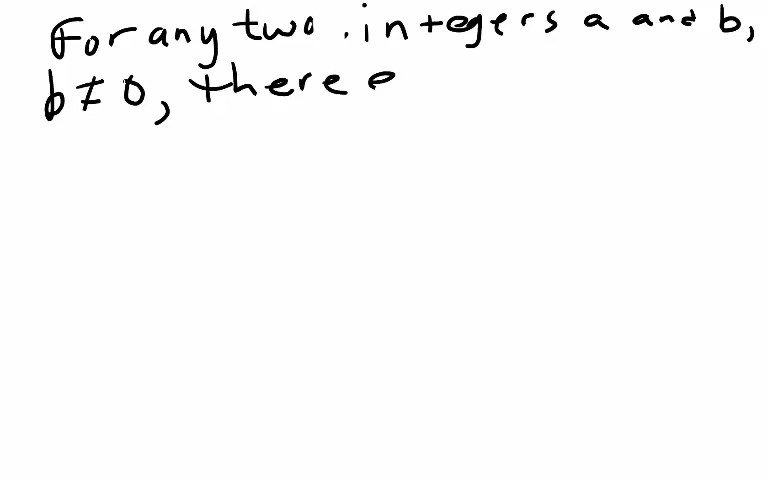 For any two integers a and b,
b ≠ 0, there e